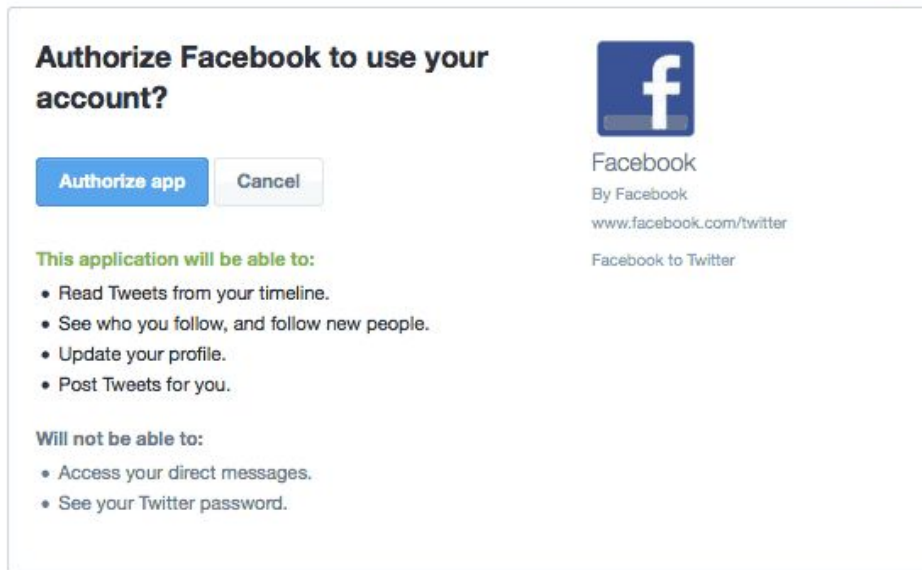 Authorize Facebook to use your
account?
Authorize app
Cancel
This application will be able to:
• Read Tweets from your timeline.
• See who you follow, and follow new people.
• Update your profile.
• Post Tweets for you.
Will not be able to:
• Access your direct messages.
• See your Twitter password.
f
Facebook
By Facebook
www.facebook.com/twitter
Facebook to Twitter